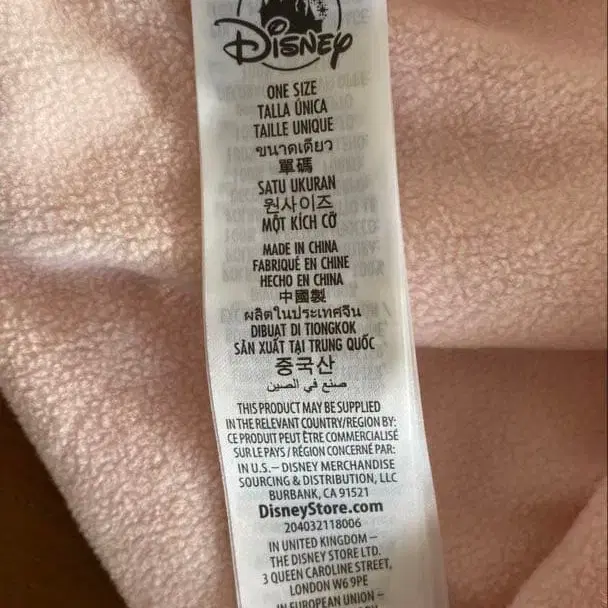 Disney
ONE SIZE
TALLA ÚNICA
TAILLE UNIQUE
ขนาดเดียว
單碼
SATU UKURAN
원사이즈
MỘT KÍCH CỠ
MADE IN CHINA
FABRIQUÉ EN CHINE
HECHO EN CHINA
中國製
ผลิตในประเทศจีน
DIBUAT DI TIONGKOK
SẢN XUẤT TẠI TRUNG QUỐC
중국산
صنع في الصين
THIS PRODUCT MAY BE SUPPLIED
IN THE RELEVANT COUNTRY/REGION BY:
CE PRODUIT PEUT ÊTRE COMMERCIALISÉ
SUR LE PAYS / RÉGION CONCERNÉ PAR:
IN U.S.– DISNEY MERCHANDISE
SOURCING & DISTRIBUTION, LLC
BURBANK, CA 91521
DisneyStore.com
204032118006
IN UNITED KINGDOM –
THE DISNEY STORE LTD.
3 QUEEN CAROLINE STREET,
LONDON W6 9PE
IN EUROPEAN UNION –